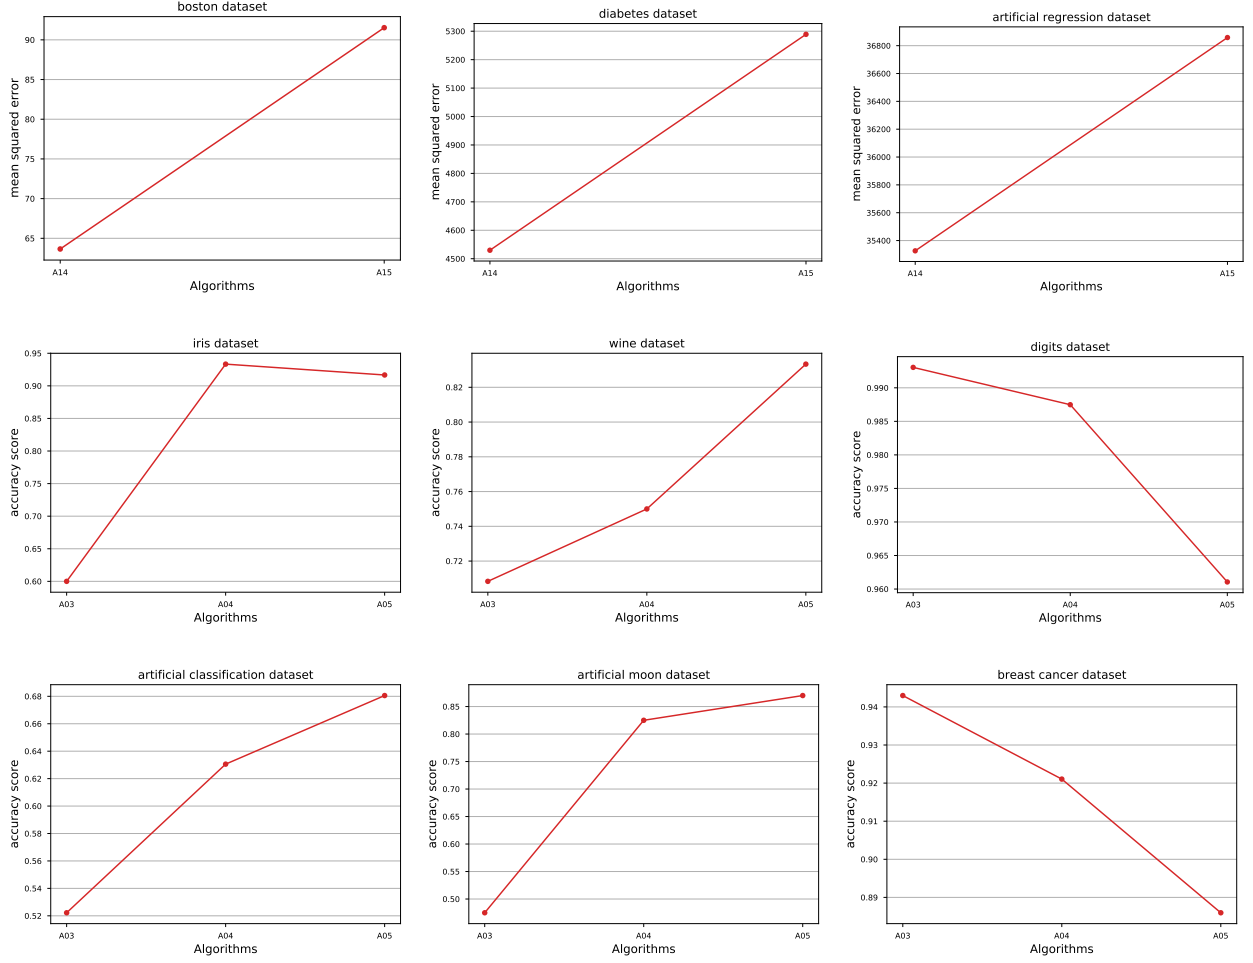 boston dataset
mean squared error
90
85
80
75
70
65
A14 A15
Algorithms
diabetes dataset
mean squared error
5300
5200
5100
5000
4900
4800
4700
4600
4500
A14 A15
Algorithms
artificial regression dataset
mean squared error
36800
36600
36400
36200
36000
35800
35600
35400
A14 A15
Algorithms
iris dataset
accuracy score
0.95
0.90
0.85
0.80
0.75
0.70
0.65
0.60
A03 A04 A05
Algorithms
wine dataset
accuracy score
0.82
0.80
0.78
0.76
0.74
0.72
A03 A04 A05
Algorithms
digits dataset
accuracy score
0.990
0.985
0.980
0.975
0.970
0.965
0.960
A03 A04 A05
Algorithms
artificial classification dataset
accuracy score
0.68
0.66
0.64
0.62
0.60
0.58
0.56
0.54
0.52
A03 A04 A05
Algorithms
artificial moon dataset
accuracy score
0.85
0.80
0.75
0.70
0.65
0.60
0.55
0.50
A03 A04 A05
Algorithms
breast cancer dataset
accuracy score
0.94
0.93
0.92
0.91
0.90
0.89
A03 A04 A05
Algorithms